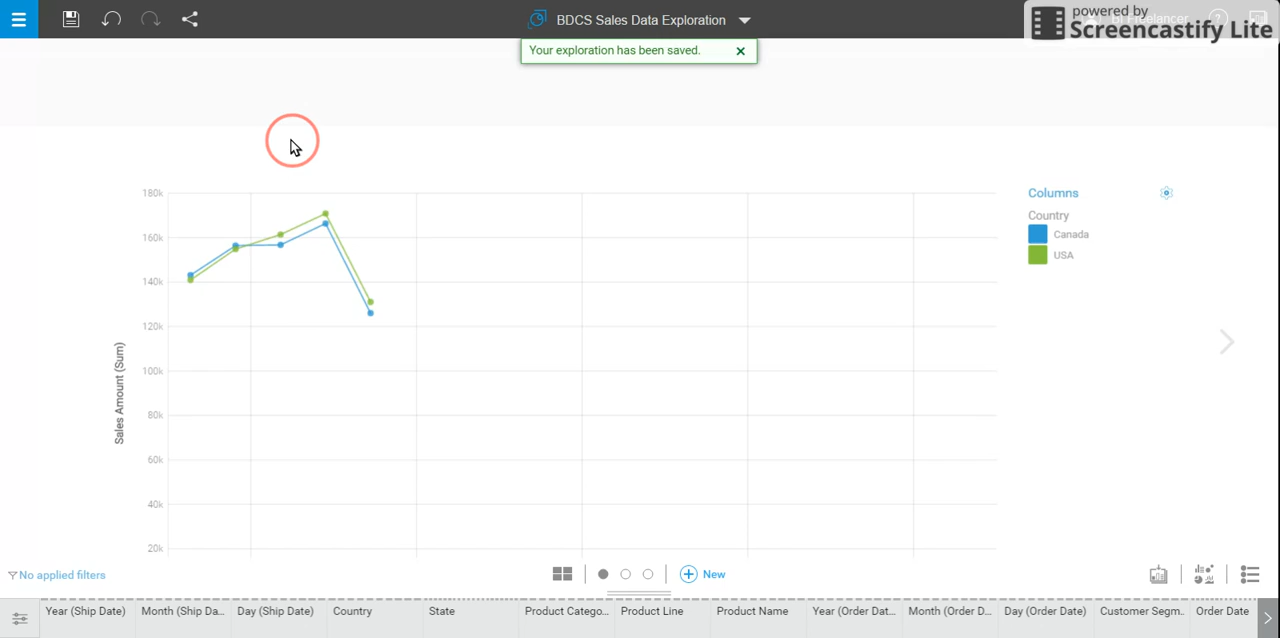 BDCS Sales Data Exploration
powered by
Screencastify Lite
Your exploration has been saved.
180k
160k
140k
120k
100k
80k
60k
40k
20k
Sales Amount (Sum)
Columns
Country
Canada
USA
No applied filters
New
Year (Ship Date) Month (Ship Da... Day (Ship Date) Country State Product Catego... Product Line Product Name Year (Order Dat... Month (Order D... Day (Order Date) Customer Segm.. Order Date